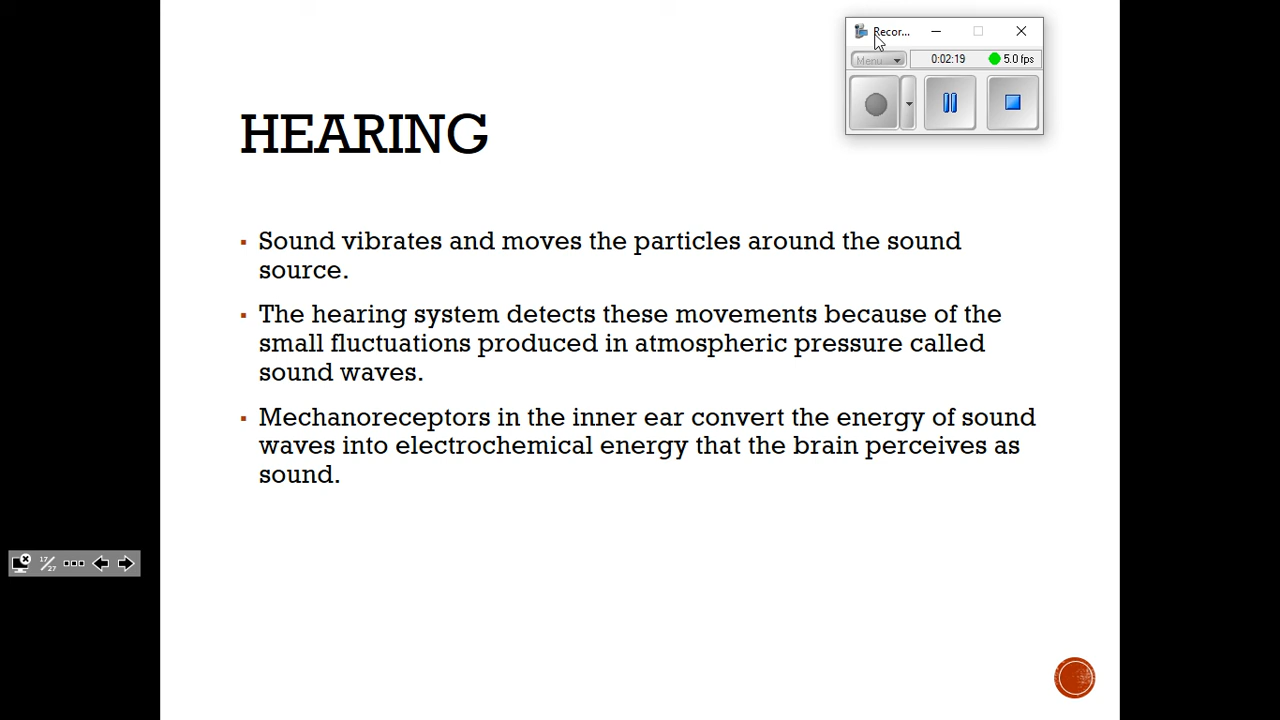 Recor...
Menu
0:02:19
5.0 fps
HEARING
▪ Sound vibrates and moves the particles around the sound
source.
▪ The hearing system detects these movements because of the
small fluctuations produced in atmospheric pressure called
sound waves.
▪ Mechanoreceptors in the inner ear convert the energy of sound
waves into electrochemical energy that the brain perceives as
sound.
17/27